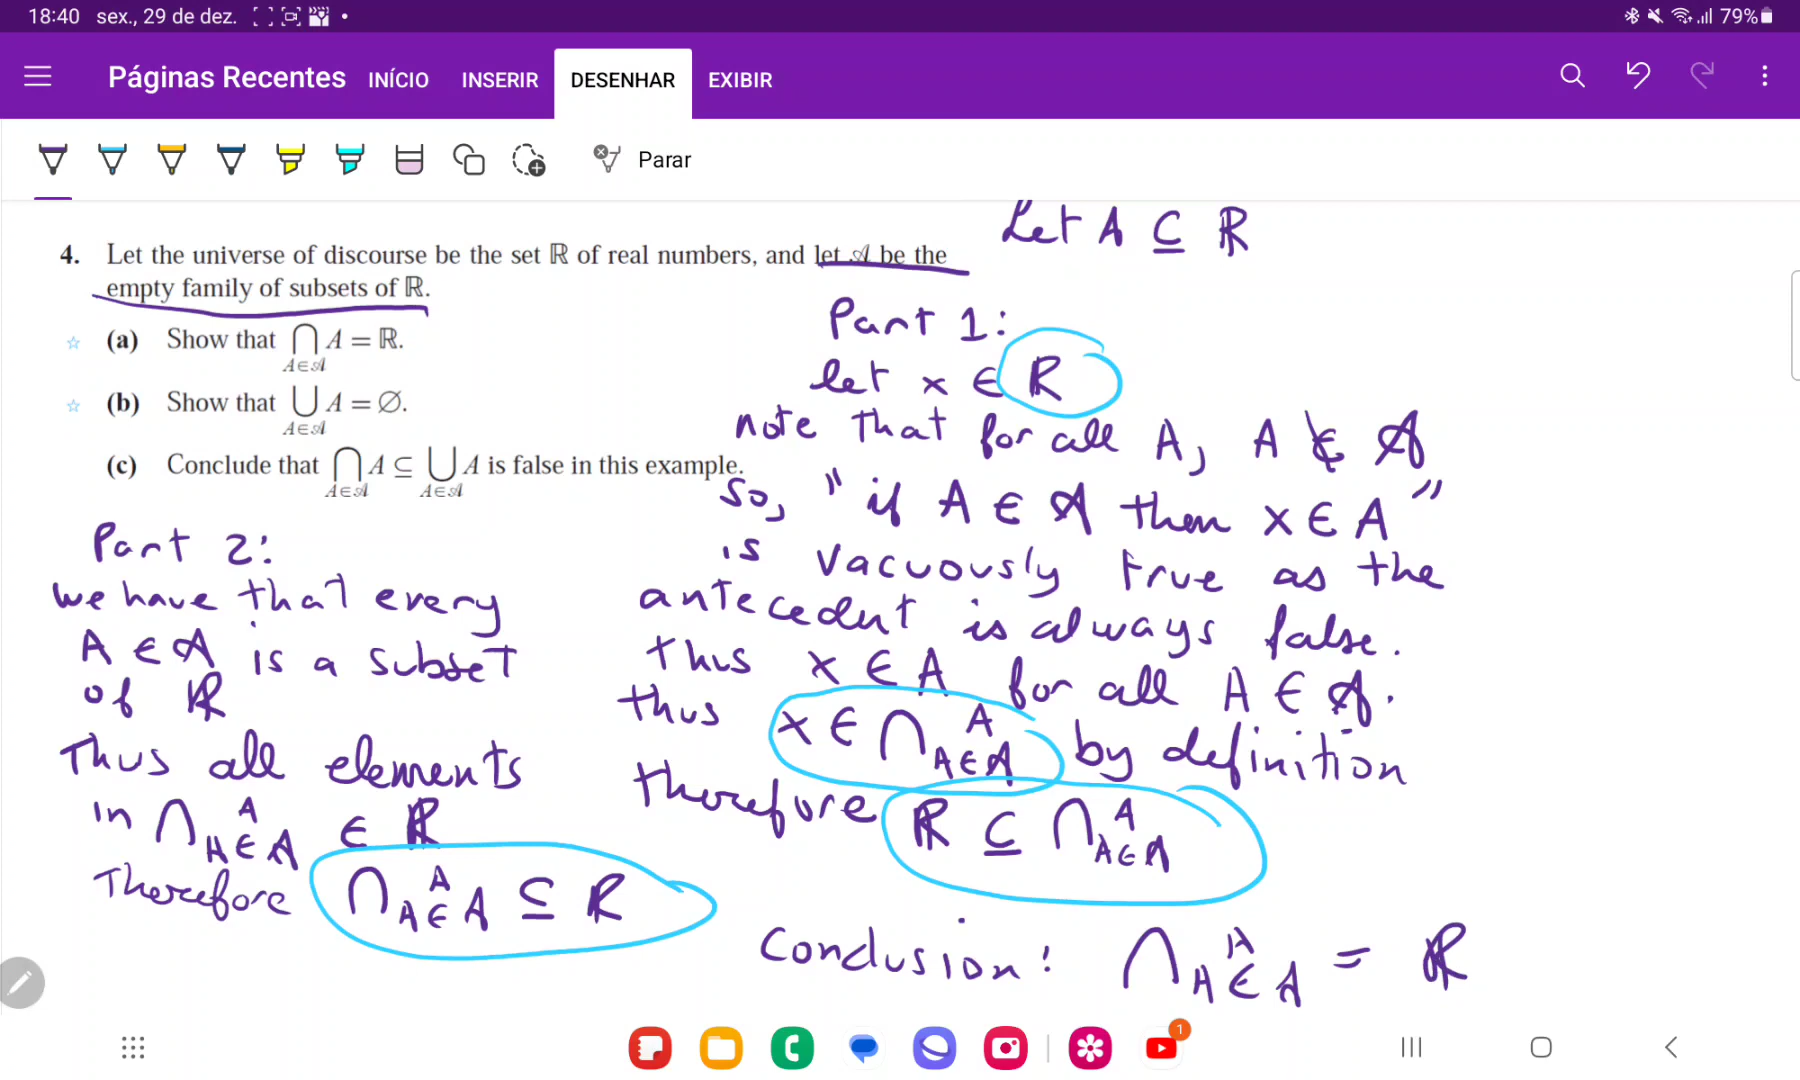 18:40 sex., 29 de dez.
79%
Páginas Recentes INÍCIO INSERIR DESENHAR EXIBIR
Parar
4. Let the universe of discourse be the set ℝ of real numbers, and let 𝒜 be the
empty family of subsets of ℝ.
☆ (a) Show that ⋂ A = ℝ.
A∈𝒜
☆ (b) Show that ⋃ A = ∅.
A∈𝒜
(c) Conclude that ⋂ A ⊆ ⋃ A is false in this example.
A∈𝒜 A∈𝒜
Let A ⊆ ℝ
Part 1:
let x ∈ ℝ
note that for all A, A ∉ 𝒜
so, "if A ∈ 𝒜 then x ∈ A"
is vacuously true as the
antecedent is always false.
thus x ∈ A for all A ∈ 𝒜.
thus x ∈ ⋂A∈𝒜 A by definition
therefore ℝ ⊆ ⋂A∈𝒜 A
Part 2:
we have that every
A ∈ 𝒜 is a subset
of ℝ
Thus all elements
in ⋂A∈𝒜 A ∈ ℝ
Therefore ⋂A∈𝒜 A ⊆ ℝ
Conclusion: ⋂A∈𝒜 A = ℝ
1